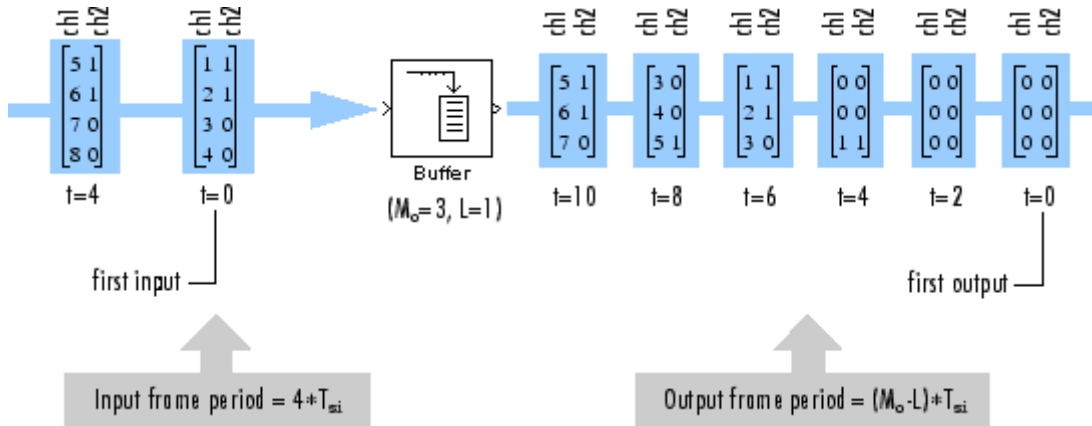 ch1 ch2 ch1 ch2 ch1 ch2 ch1 ch2 ch1 ch2 ch1 ch2 ch1 ch2 ch1 ch2
5 1
6 1
7 0
8 0
t=4
1 1
2 1
3 0
4 0
t=0
first input
Input frame period = 4*Tsi
Buffer
(Mo=3, L=1)
5 1
6 1
7 0
t=10
3 0
4 0
5 1
t=8
1 1
2 1
3 0
t=6
0 0
0 0
1 1
t=4
0 0
0 0
0 0
t=2
0 0
0 0
0 0
t=0
first output
Output frame period = (Mo-L)*Tsi